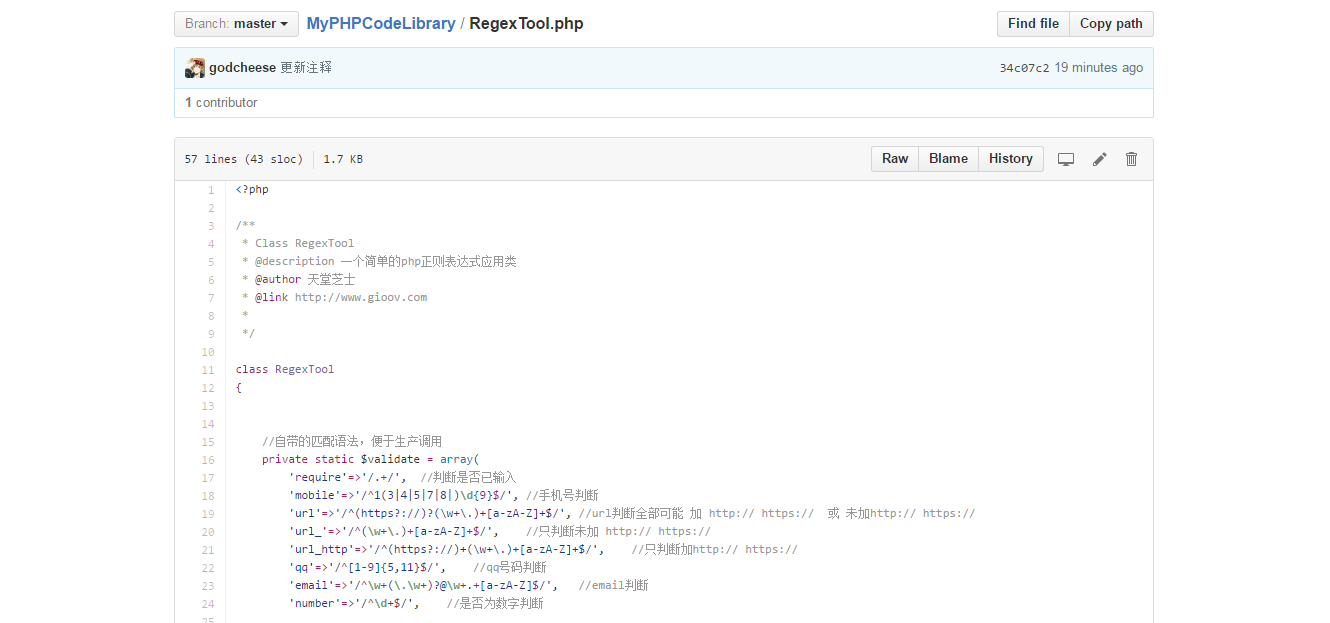 Branch: master
MyPHPCodeLibrary / RegexTool.php
Find file
Copy path
godcheese 更新注释
34c07c2 19 minutes ago
1 contributor
57 lines (43 sloc)
1.7 KB
Raw
Blame
History
1 <?php
2
3 /**
4 * Class RegexTool
5 * @description 一个简单的php正则表达式应用类
6 * @author 天堂芝士
7 * @link http://www.gioov.com
8 *
9 */
10
11 class RegexTool
12 {
13
14
15 //自带的匹配语法，便于生产调用
16 private static $validate = array(
17 'require'=>'/.+/', //判断是否已输入
18 'mobile'=>'/^1(3|4|5|7|8|)\d{9}$/', //手机号判断
19 'url'=>'/^(https?://)?(\w+\.)+[a-zA-Z]+$/', //url判断全部可能 加 http:// https:// 或 未加http:// https://
20 'url_'=>'/^(\w+\.)+[a-zA-Z]+$/', //只判断未加 http:// https://
21 'url_http'=>'/^(https?://)+(\w+\.)+[a-zA-Z]+$/', //只判断加http:// https://
22 'qq'=>'/^[1-9]{5,11}$/', //qq号码判断
23 'email'=>'/^\w+(\.\w+)?@\w+.+[a-zA-Z]$/', //email判断
24 'number'=>'/^\d+$/', //是否为数字判断
25